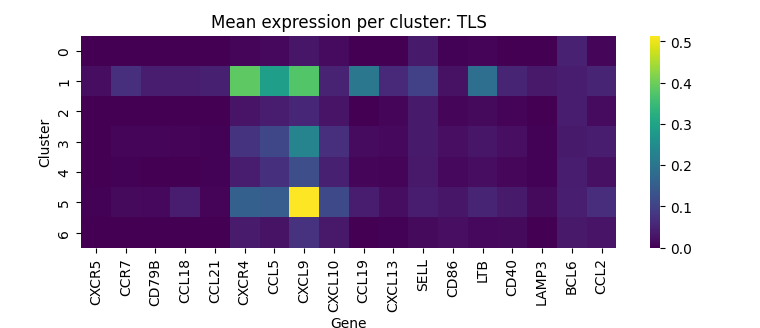 Mean expression per cluster: TLS
Cluster
0
1
2
3
4
5
6
CXCR5
CCR7
CD79B
CCL18
CCL21
CXCR4
CCL5
CXCL9
CXCL10
CCL19
CXCL13
SELL
CD86
LTB
CD40
LAMP3
BCL6
CCL2
Gene
0.5
0.4
0.3
0.2
0.1
0.0